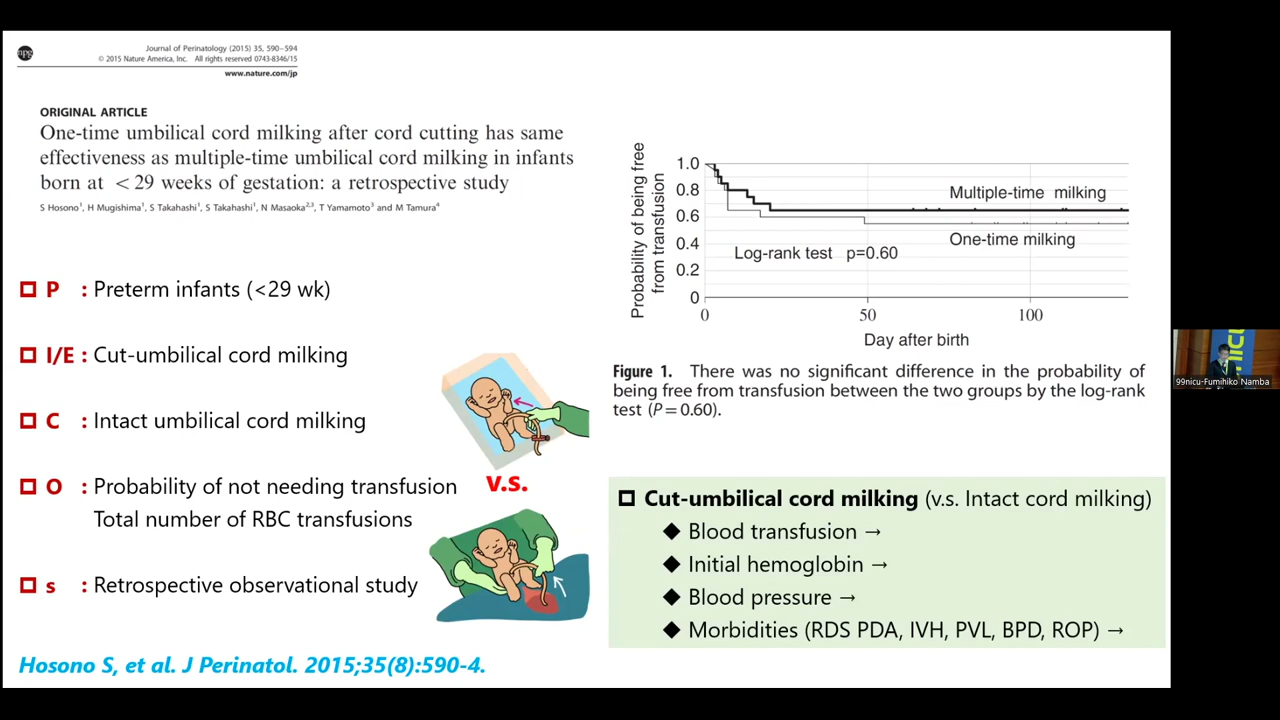 npg
Journal of Perinatology (2015) 35, 590–594
© 2015 Nature America, Inc. All rights reserved 0743-8346/15
www.nature.com/jp
ORIGINAL ARTICLE
One-time umbilical cord milking after cord cutting has same
effectiveness as multiple-time umbilical cord milking in infants
born at <29 weeks of gestation: a retrospective study
S Hosono1, H Mugishima1, S Takahashi1, S Takahashi1, N Masaoka2,3, T Yamamoto3 and M Tamura4
P : Preterm infants (<29 wk)
I/E : Cut-umbilical cord milking
C : Intact umbilical cord milking
O : Probability of not needing transfusion
Total number of RBC transfusions
s : Retrospective observational study
v.s.
Hosono S, et al. J Perinatol. 2015;35(8):590-4.
Probability of being free
from transfusion
1.0
0.8
0.6
0.4
0.2
0
Multiple-time milking
One-time milking
Log-rank test p=0.60
0 50 100
Day after birth
Figure 1. There was no significant difference in the probability of
being free from transfusion between the two groups by the log-rank
test (P=0.60).
Cut-umbilical cord milking (v.s. Intact cord milking)
◆ Blood transfusion →
◆ Initial hemoglobin →
◆ Blood pressure →
◆ Morbidities (RDS PDA, IVH, PVL, BPD, ROP) →
nicu
99nicu-Fumihiko Namba